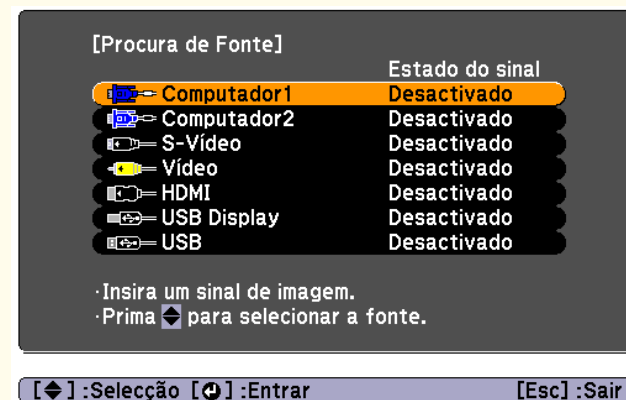 [Procura de Fonte]
Estado do sinal
Computador1 Desactivado
Computador2 Desactivado
S-Vídeo Desactivado
Vídeo Desactivado
HDMI Desactivado
USB Display Desactivado
USB Desactivado
·Insira um sinal de imagem.
·Prima para selecionar a fonte.
[◆] :Selecção [↵] :Entrar [Esc] :Sair